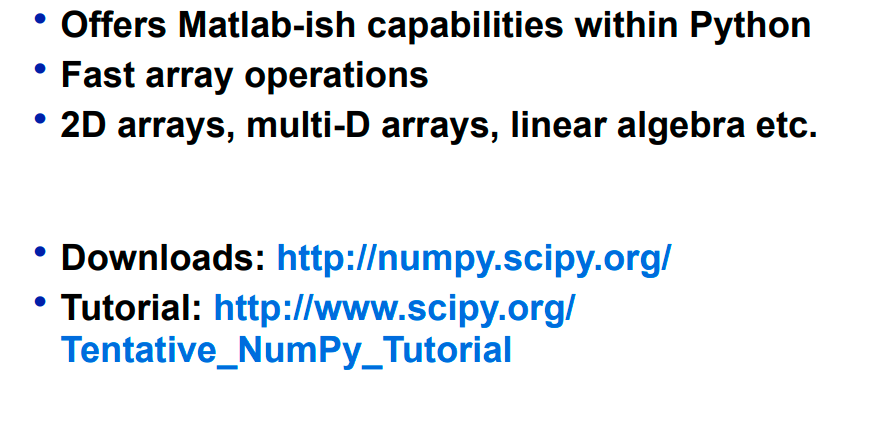 • Offers Matlab-ish capabilities within Python
• Fast array operations
• 2D arrays, multi-D arrays, linear algebra etc.
• Downloads: http://numpy.scipy.org/
• Tutorial: http://www.scipy.org/
Tentative_NumPy_Tutorial